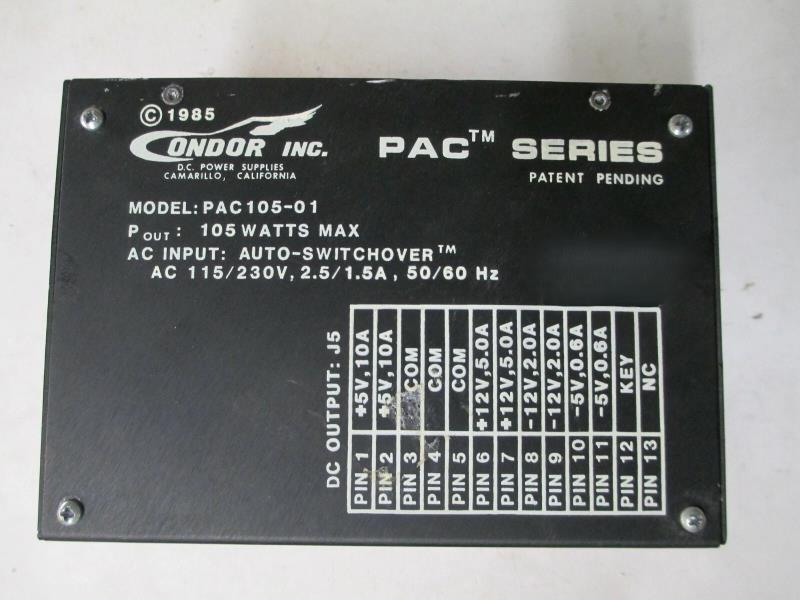 © 1985
CONDOR INC.
D.C. POWER SUPPLIES
CAMARILLO, CALIFORNIA
PAC™ SERIES
PATENT PENDING
MODEL: PAC105-01
POUT: 105 WATTS MAX
AC INPUT: AUTO-SWITCHOVER™
AC 115/230V, 2.5/1.5A, 50/60 Hz
DC OUTPUT: J5
PIN 1 +5V, 10A
PIN 2 +5V, 10A
PIN 3 COM
PIN 4 COM
PIN 5 COM
PIN 6 +12V, 5.0A
PIN 7 +12V, 5.0A
PIN 8 -12V, 2.0A
PIN 9 -12V, 2.0A
PIN 10 -5V, 0.6A
PIN 11 -5V, 0.6A
PIN 12 KEY
PIN 13 NC